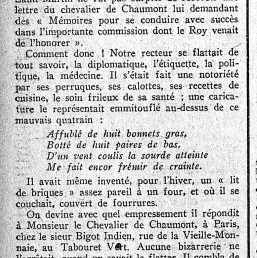 lettre du chevalier de Chaumont lui demandant
des « Mémoires pour se conduire avec succès
dans l'importante commission dont le Roy venait
de l'honorer ».
Comment donc ! Notre recteur se flattait de
tout savoir, la diplomatique, l'étiquette, la poli-
tique, la médecine. Il s'était fait une notoriété
par ses perruques, ses calottes, ses recettes de
cuisine, le soin frileux de sa santé ; une carica-
ture le représentait emmitouflé au-dessus de ce
mauvais quatrain :
Affublé de huit bonnets gras,
Botté de huit paires de bas,
D'un vent coulis la sourde atteinte
Me fait encor frémir de crainte.
Il avait même inventé, pour l'hiver, un « lit
de briques » assez pareil à un four, et où il se
couchait, couvert de fourrures.
On devine avec quel empressement il répondit
à Monsieur le Chevalier de Chaumont, à Paris,
chez le sieur Bigot Indien, rue de la Vieille-Mon-
naie, au Tabouret Vert. Aucune bizarrerie ne